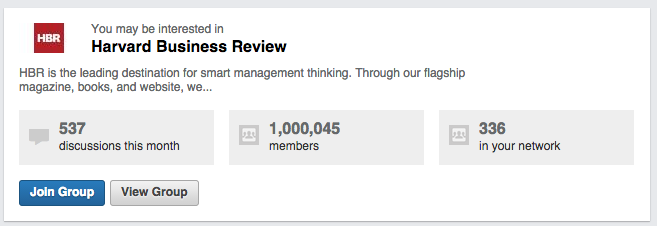 HBR
You may be interested in
Harvard Business Review
HBR is the leading destination for smart management thinking. Through our flagship
magazine, books, and website, we...
537
discussions this month
1,000,045
members
336
in your network
Join Group
View Group